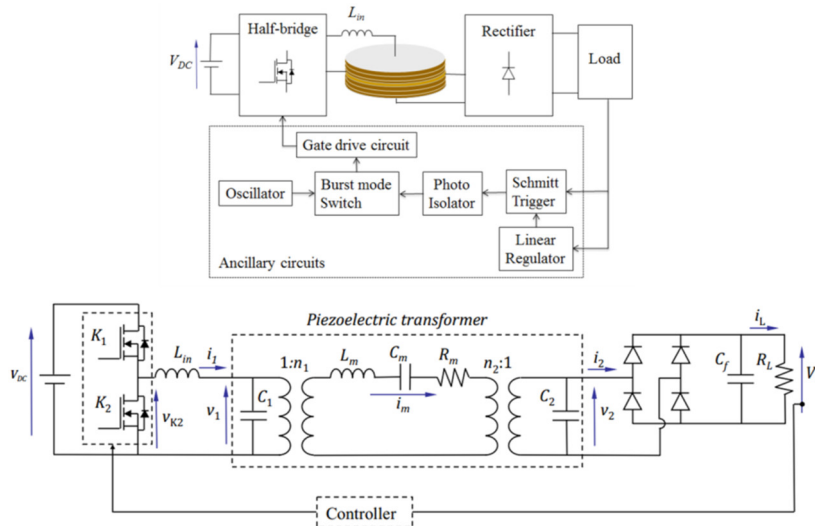 Half-bridge
L_in
Rectifier
Load
V_DC
Gate drive circuit
Oscillator
Burst mode
Switch
Photo
Isolator
Schmitt
Trigger
Linear
Regulator
Ancillary circuits
Piezoelectric transformer
K_1
K_2
v_DC
L_in
i_1
v_K2
v_1
C_1
1:n_1
L_m
C_m
R_m
i_m
n_2:1
C_2
i_2
v_2
i_L
C_f
R_L
V
Controller